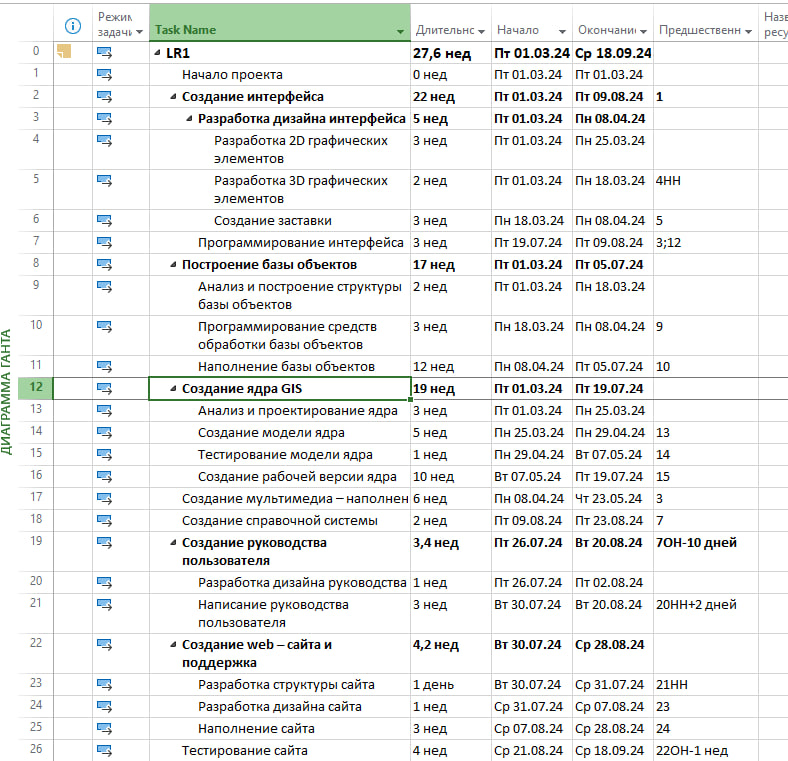 Режим задачи Task Name Длительнс Начало Окончани Предшественн Назв ресу
ДИАГРАММА ГАНТА
0 LR1 27,6 нед Пт 01.03.24 Ср 18.09.24
1 Начало проекта 0 нед Пт 01.03.24 Пт 01.03.24
2 Создание интерфейса 22 нед Пт 01.03.24 Пт 09.08.24 1
3 Разработка дизайна интерфейса 5 нед Пт 01.03.24 Пн 08.04.24
4 Разработка 2D графических 3 нед Пт 01.03.24 Пн 25.03.24
элементов
5 Разработка 3D графических 2 нед Пт 01.03.24 Пн 18.03.24 4НН
элементов
6 Создание заставки 3 нед Пн 18.03.24 Пн 08.04.24 5
7 Программирование интерфейса 3 нед Пт 19.07.24 Пт 09.08.24 3;12
8 Построение базы объектов 17 нед Пт 01.03.24 Пт 05.07.24
9 Анализ и построение структуры 2 нед Пт 01.03.24 Пн 18.03.24
базы объектов
10 Программирование средств 3 нед Пн 18.03.24 Пн 08.04.24 9
обработки базы объектов
11 Наполнение базы объектов 12 нед Пн 08.04.24 Пт 05.07.24 10
12 Создание ядра GIS 19 нед Пт 01.03.24 Пт 19.07.24
13 Анализ и проектирование ядра 3 нед Пт 01.03.24 Пн 25.03.24
14 Создание модели ядра 5 нед Пн 25.03.24 Пн 29.04.24 13
15 Тестирование модели ядра 1 нед Пн 29.04.24 Вт 07.05.24 14
16 Создание рабочей версии ядра 10 нед Вт 07.05.24 Пт 19.07.24 15
17 Создание мультимедиа – наполнен 6 нед Пн 08.04.24 Чт 23.05.24 3
18 Создание справочной системы 2 нед Пт 09.08.24 Пт 23.08.24 7
19 Создание руководства 3,4 нед Пт 26.07.24 Вт 20.08.24 7ОН-10 дней
пользователя
20 Разработка дизайна руководства 1 нед Пт 26.07.24 Пт 02.08.24
21 Написание руководства 3 нед Вт 30.07.24 Вт 20.08.24 20НН+2 дней
пользователя
22 Создание web – сайта и 4,2 нед Вт 30.07.24 Ср 28.08.24
поддержка
23 Разработка структуры сайта 1 день Вт 30.07.24 Ср 31.07.24 21НН
24 Разработка дизайна сайта 1 нед Ср 31.07.24 Ср 07.08.24 23
25 Наполнение сайта 3 нед Ср 07.08.24 Ср 28.08.24 24
26 Тестирование сайта 4 нед Ср 21.08.24 Ср 18.09.24 22ОН-1 нед